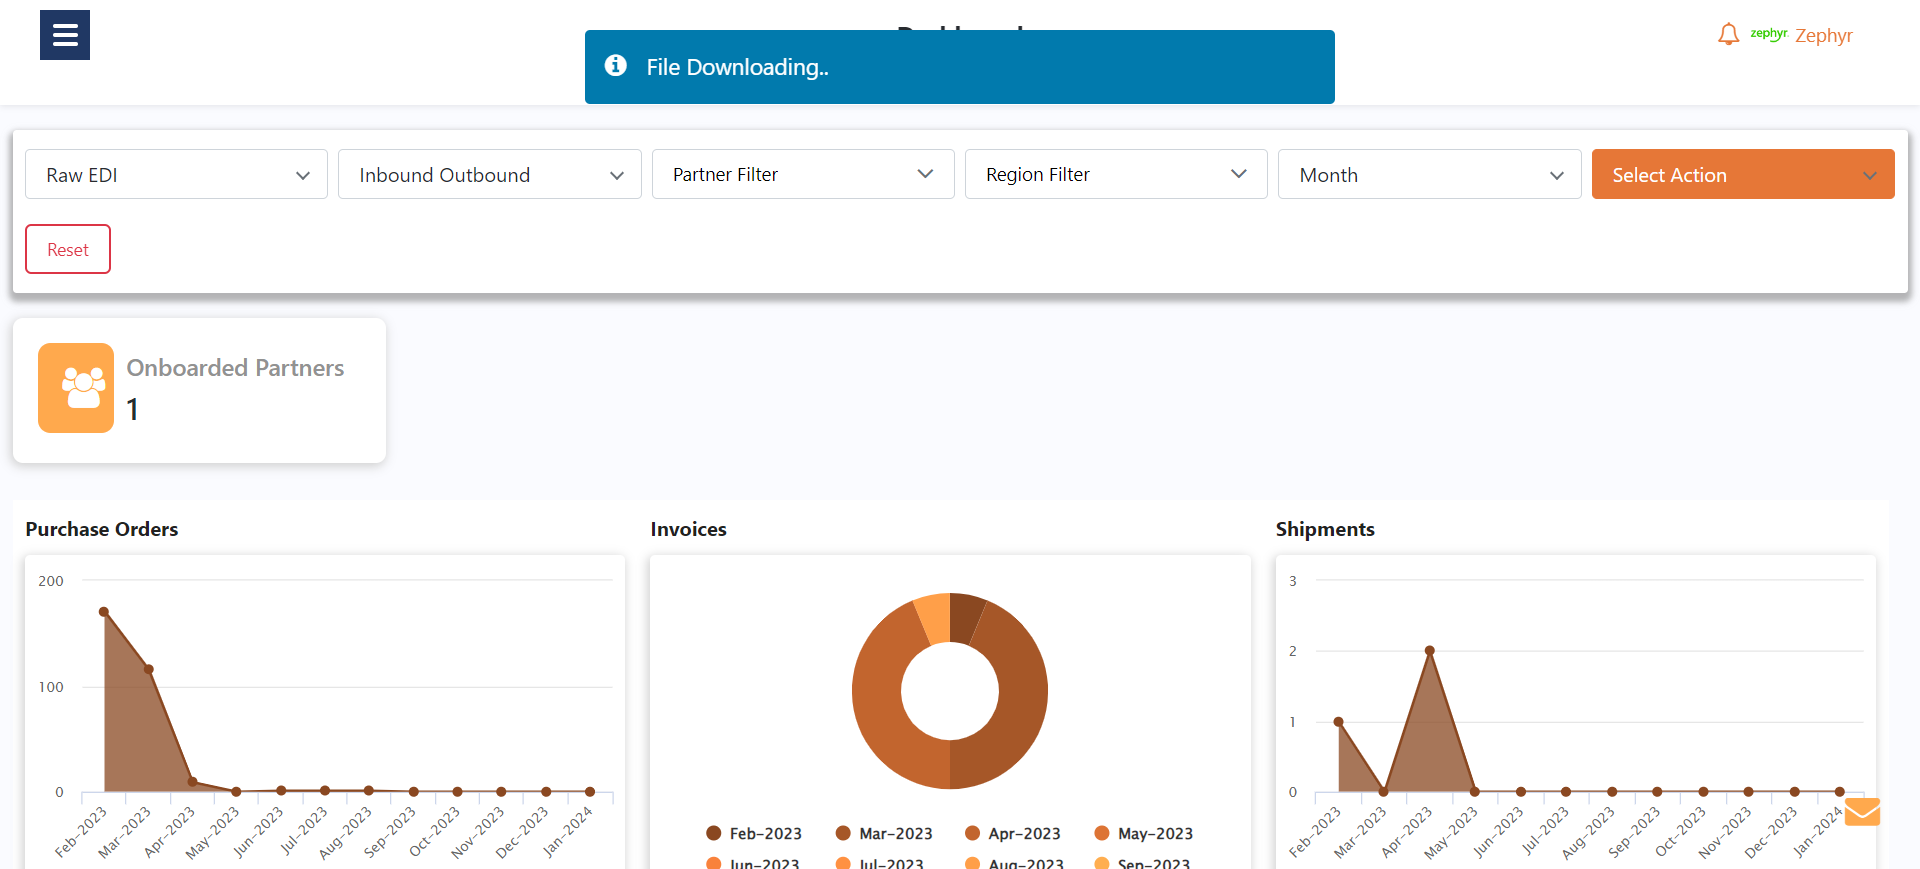 File Downloading..
zephyr Zephyr
Raw EDI
Inbound Outbound
Partner Filter
Region Filter
Month
Select Action
Reset
Onboarded Partners
1
Purchase Orders
200
100
0
Feb-2023
Mar-2023
Apr-2023
May-2023
Jun-2023
Jul-2023
Aug-2023
Sep-2023
Oct-2023
Nov-2023
Dec-2023
Jan-2024
Invoices
Feb-2023 Mar-2023 Apr-2023 May-2023
Jun-2023 Jul-2023 Aug-2023 Sep-2023
Shipments
3
2
1
0
Feb-2023
Mar-2023
Apr-2023
May-2023
Jun-2023
Jul-2023
Aug-2023
Sep-2023
Oct-2023
Nov-2023
Dec-2023
Jan-2024